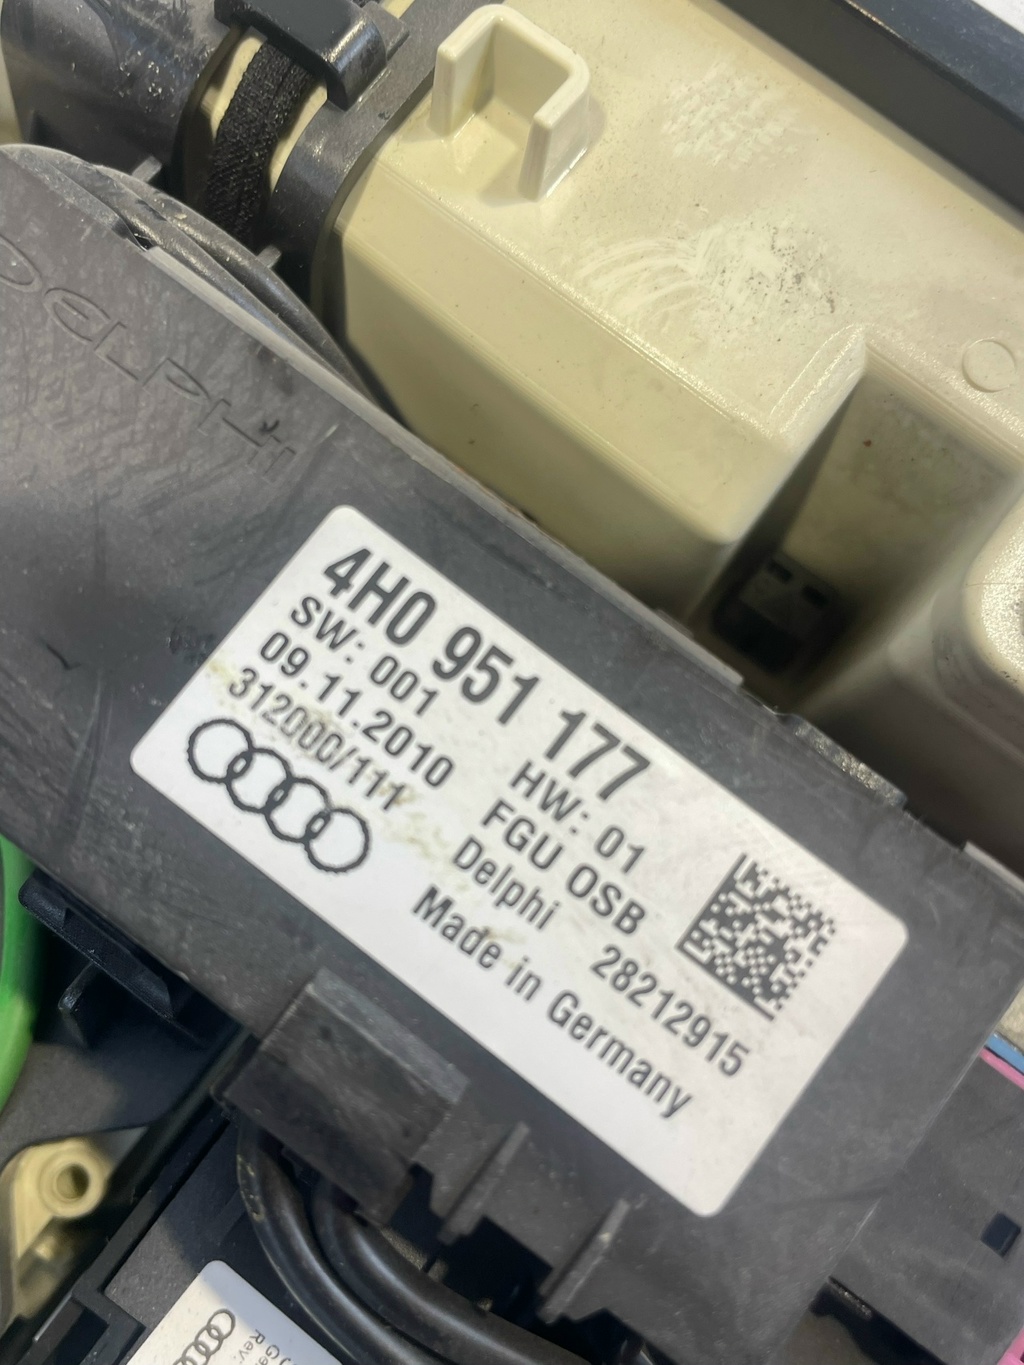 DELPHI
4H0 951 177
SW: 001 HW: 01
09.11.2010 FGU OSB
312000/111 Delphi 28212915
Made in Germany
Rev: